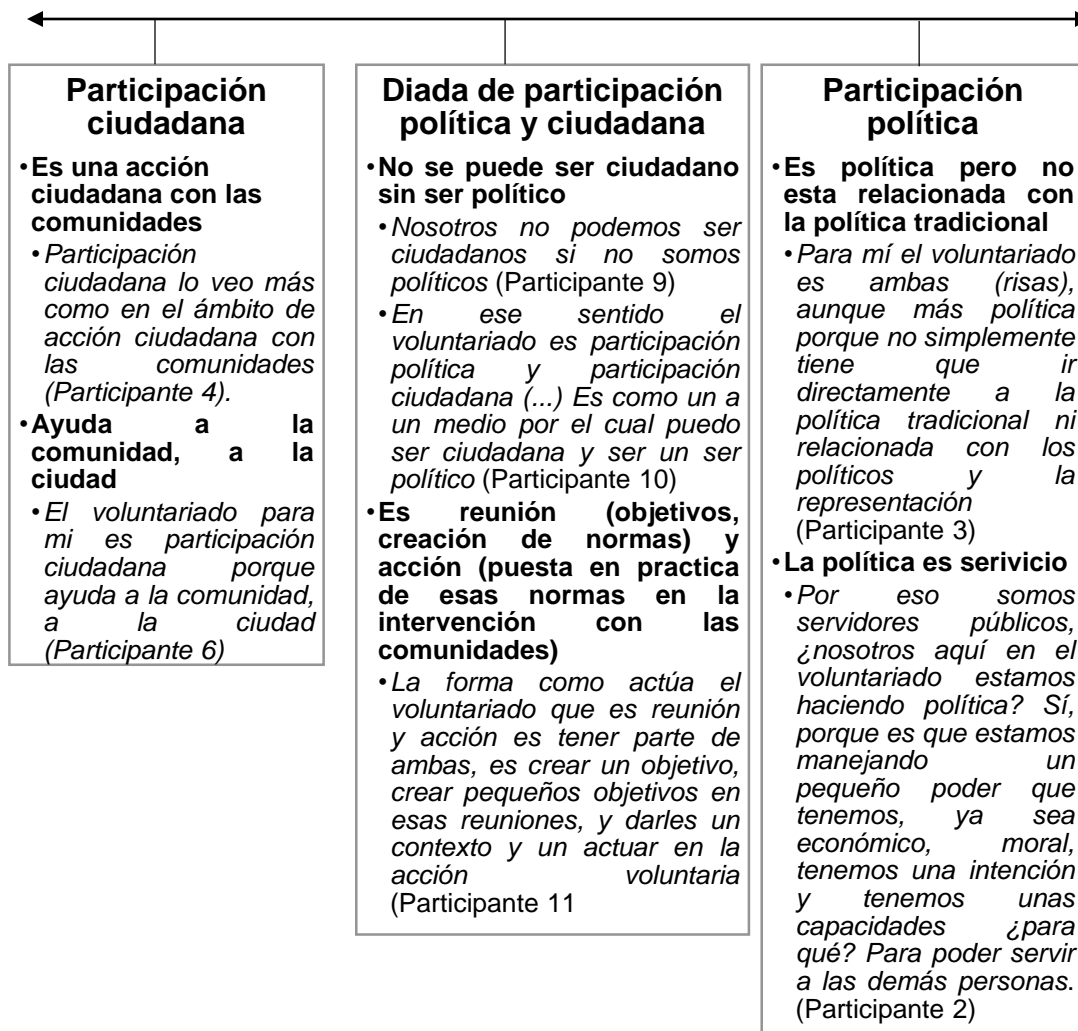 Participación
ciudadana
•Es una acción
ciudadana con las
comunidades
•Participación
ciudadana lo veo más
como en el ámbito de
acción ciudadana con
las comunidades
(Participante 4).
•Ayuda a la
comunidad, a la
ciudad
•El voluntariado para
mi es participación
ciudadana porque
ayuda a la comunidad,
a la ciudad
(Participante 6)
Diada de participación
política y ciudadana
•No se puede ser ciudadano
sin ser político
•Nosotros no podemos ser
ciudadanos si no somos
políticos (Participante 9)
•En ese sentido el
voluntariado es participación
política y participación
ciudadana (...) Es como un a
un medio por el cual puedo
ser ciudadana y ser un ser
político (Participante 10)
•Es reunión (objetivos,
creación de normas) y
acción (puesta en practica
de esas normas en la
intervención con las
comunidades)
•La forma como actúa el
voluntariado que es reunión
y acción es tener parte de
ambas, es crear un objetivo,
crear pequeños objetivos en
esas reuniones, y darles un
contexto y un actuar en la
acción voluntaria
(Participante 11
Participación
política
•Es política pero no
esta relacionada con
la política tradicional
•Para mí el voluntariado
es ambas (risas),
aunque más política
porque no simplemente
tiene que ir
directamente a la
política tradicional ni
relacionada con los
políticos y la
representación
(Participante 3)
•La política es serivicio
•Por eso somos
servidores públicos,
¿nosotros aquí en el
voluntariado estamos
haciendo política? Sí,
porque es que estamos
manejando un
pequeño poder que
tenemos, ya sea
económico, moral,
tenemos una intención
y tenemos unas
capacidades ¿para
qué? Para poder servir
a las demás personas.
(Participante 2)